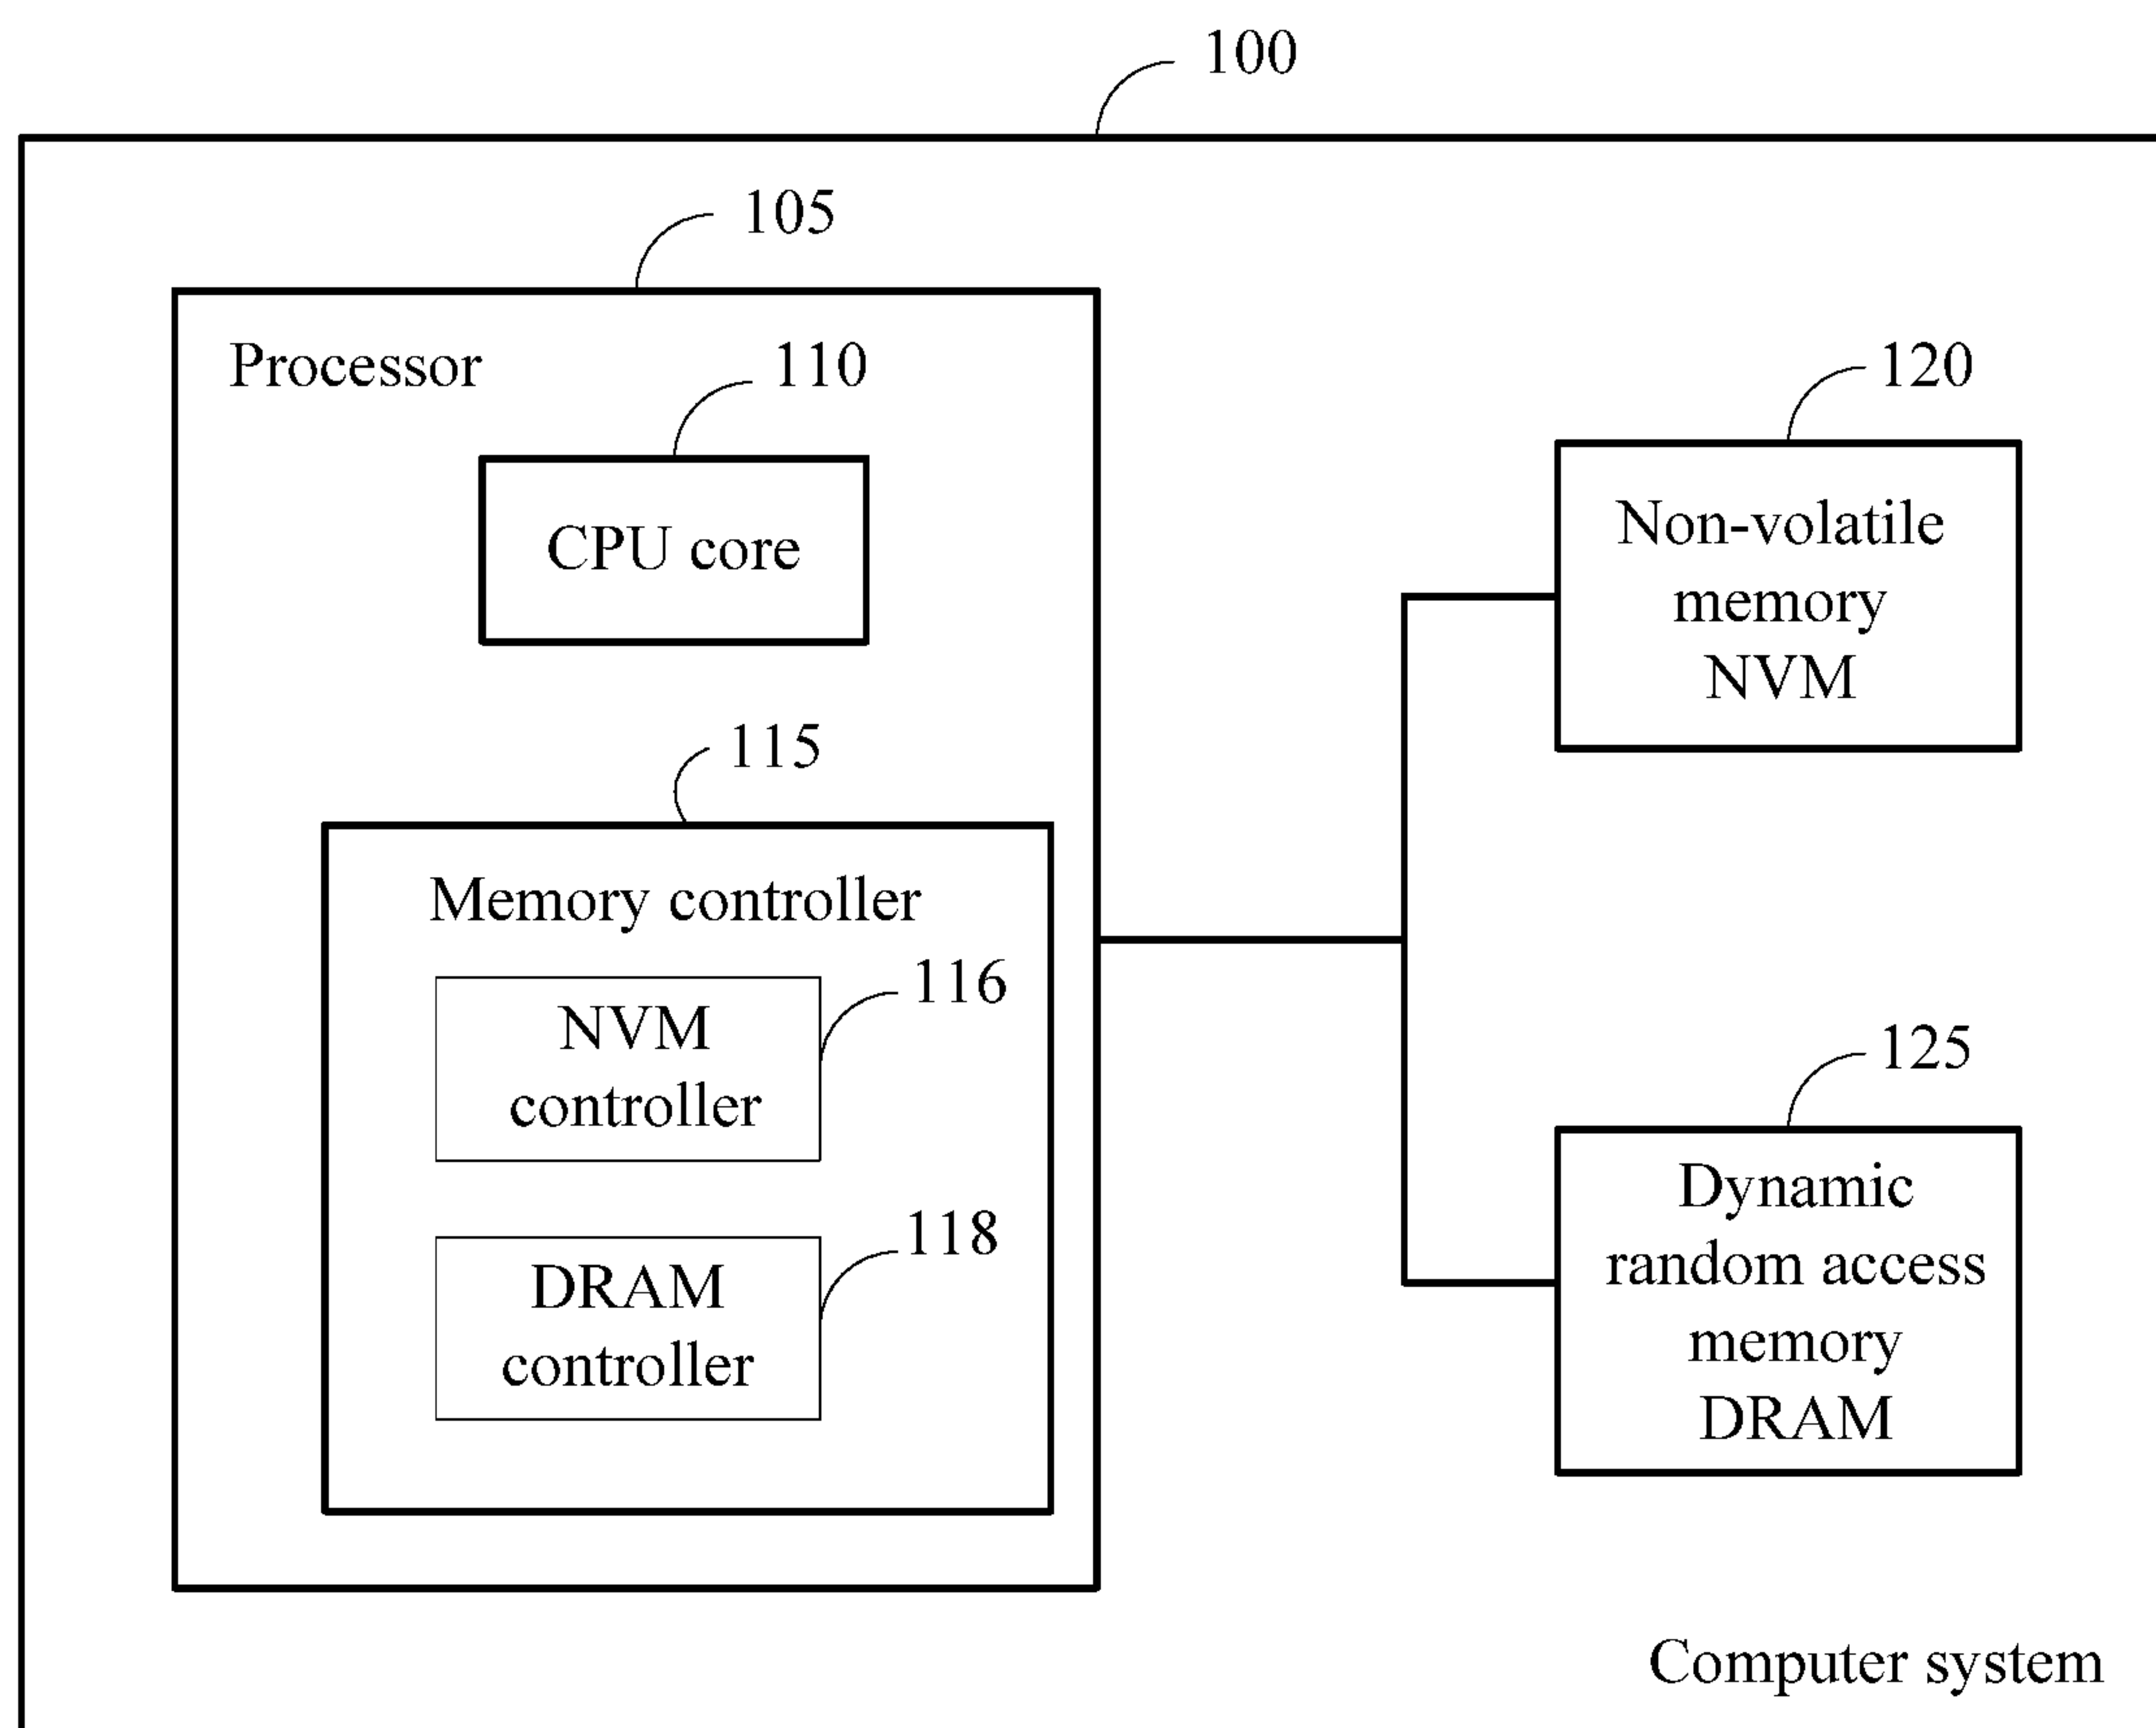 100
105
Processor
110
120
CPU core
Non-volatile
memory
NVM
115
Memory controller
116
NVM
controller
118
DRAM
controller
125
Dynamic
random access
memory
DRAM
Computer system